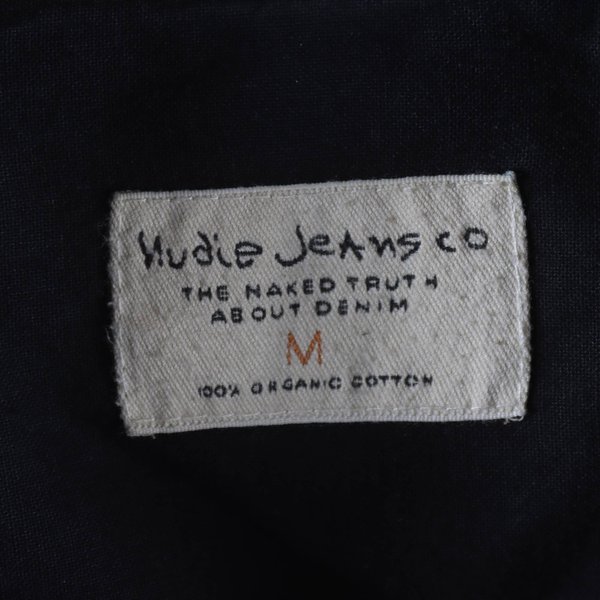 Nudie Jeans co
THE NAKED TRUTH
ABOUT DENIM
M
100% ORGANIC COTTON